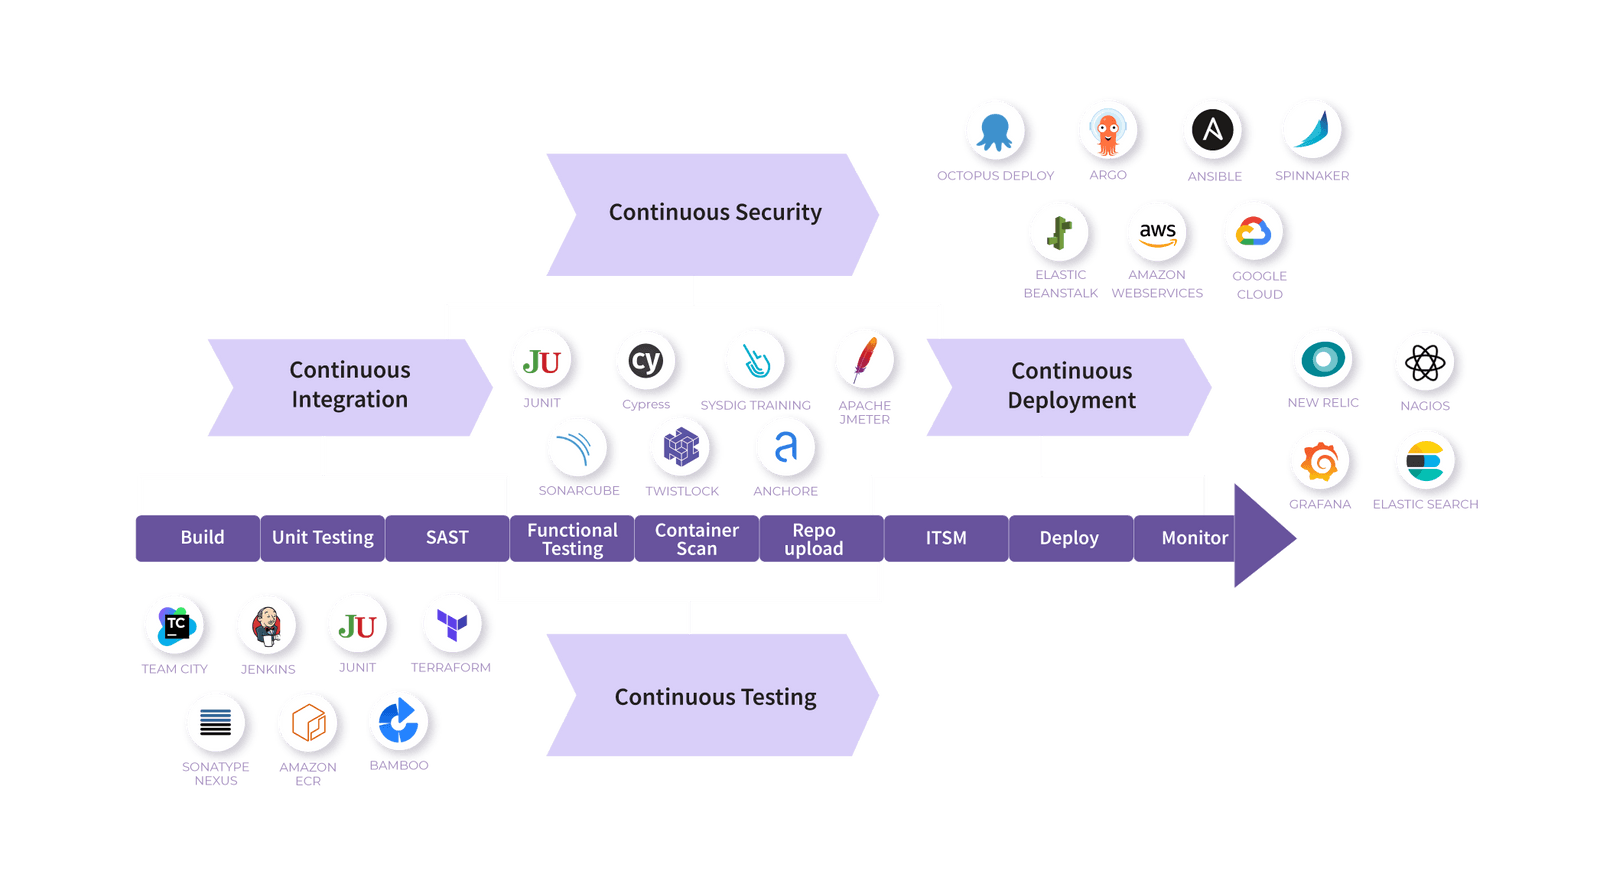 OCTOPUS DEPLOY
ARGO
ANSIBLE
SPINNAKER
Continuous Security
aws
ELASTIC
BEANSTALK
AMAZON
WEBSERVICES
GOOGLE
CLOUD
Continuous
Integration
JU
JUNIT
cy
Cypress
SYSDIG TRAINING
APACHE
JMETER
Continuous
Deployment
NEW RELIC
NAGIOS
SONARCUBE
TWISTLOCK
a
ANCHORE
GRAFANA
ELASTIC SEARCH
Build
Unit Testing
SAST
Functional
Testing
Container
Scan
Repo
upload
ITSM
Deploy
Monitor
TC
TEAM CITY
JENKINS
JU
JUNIT
TERRAFORM
Continuous Testing
SONATYPE
NEXUS
AMAZON
ECR
BAMBOO